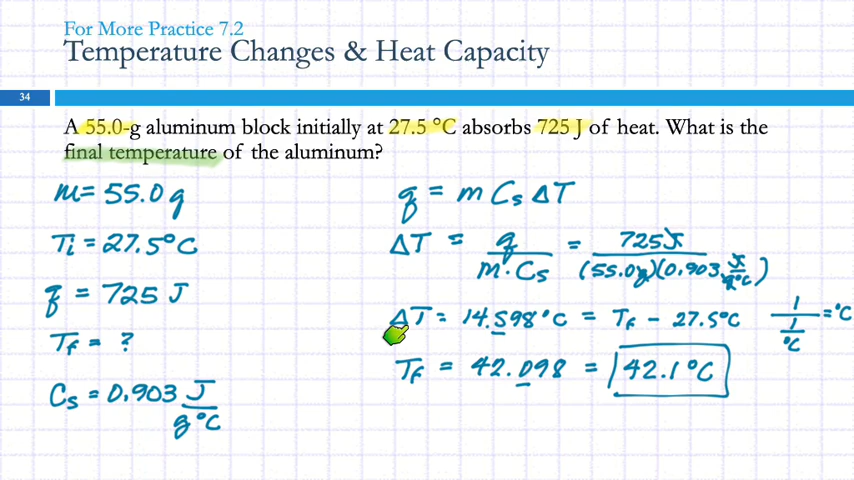 For More Practice 7.2
Temperature Changes & Heat Capacity
34
A 55.0-g aluminum block initially at 27.5 °C absorbs 725 J of heat. What is the
final temperature of the aluminum?
m = 55.0 g
Ti = 27.5°C
q = 725 J
Tf = ?
Cs = 0.903 J
g °C
q = m Cs ΔT
ΔT = q = 725 J
m · Cs (55.0g)(0.903 J/g°C)
ΔT = 14.598°C = Tf - 27.5°C
1
1 = °C
°C
Tf = 42.098 = 42.1°C